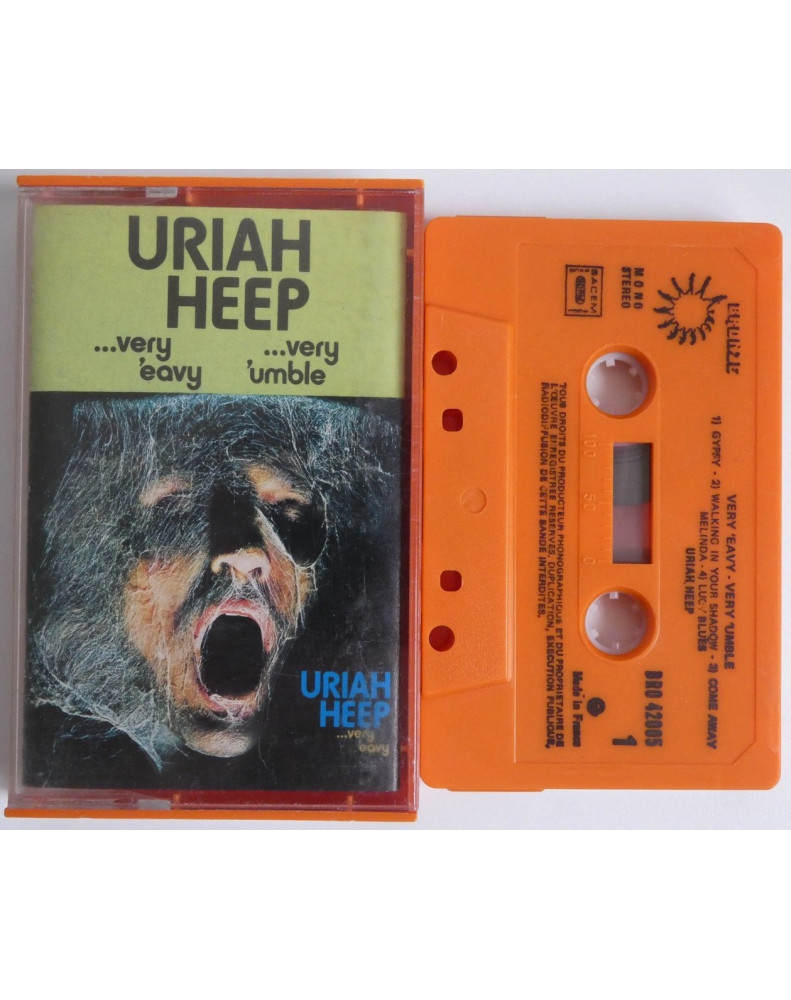 URIAH
HEEP
...very ...very
'eavy 'umble
URIAH
HEEP
...very
eavy
BRONZE
MONO
STEREO
SACEM
VERY 'EAVY - VERY 'UMBLE
1) GYPSY - 2) WALKING IN YOUR SHADOW - 3) COME AWAY
MELINDA - 4) LUCY BLUES
URIAH HEEP
100 50 0
TOUS DROITS DU PRODUCTEUR PHONOGRAPHIQUE ET DU PROPRIETAIRE DE
L'ŒUVRE ENREGISTREE RESERVES. DUPLICATION, EXECUTION PUBLIQUE,
RADIODIFFUSION DE CETTE BANDE INTERDITES.
BRO 42005
1
Made in France